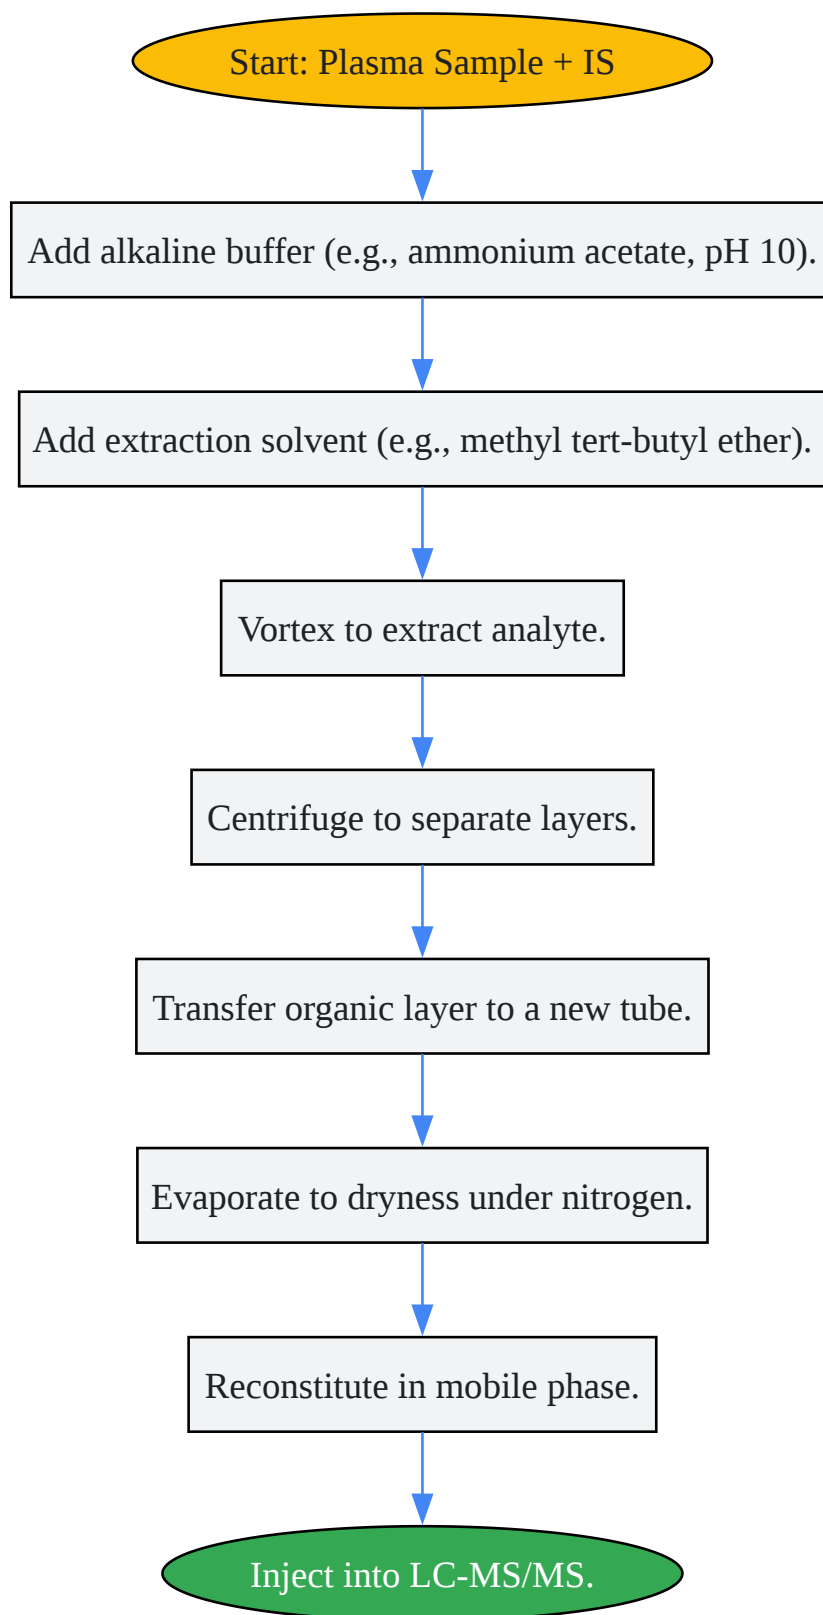 Start: Plasma Sample + IS
Add alkaline buffer (e.g., ammonium acetate, pH 10).
Add extraction solvent (e.g., methyl tert-butyl ether).
Vortex to extract analyte.
Centrifuge to separate layers.
Transfer organic layer to a new tube.
Evaporate to dryness under nitrogen.
Reconstitute in mobile phase.
Inject into LC-MS/MS.